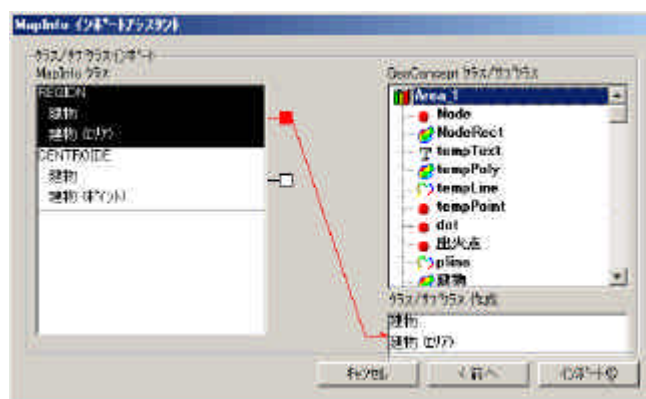 MapInfo インポートアシスタント
クラス/サブクラスインポート
MapInfo クラス
REGION
建物
建物 (エリア)
CENTROIDE
建物
建物 (ポイント)
GeoConcept クラス/サブクラス
Area_1
Node
NodeRect
tempText
tempPoly
tempLine
tempPoint
dot
出火点
pline
建物
クラス/サブクラス 作成
建物
建物 (エリア)
キャンセル
< 前へ
インポート(I)